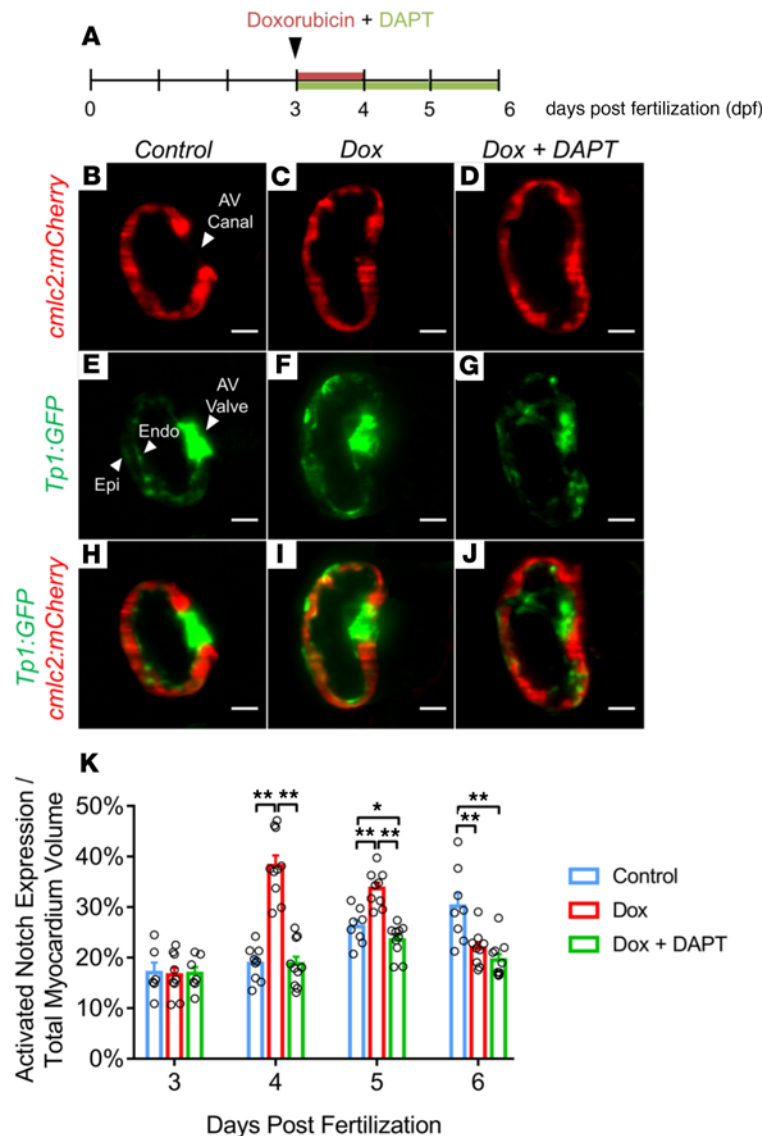 A
Doxorubicin + DAPT
0 3 4 5 6 days post fertilization (dpf)
Control Dox Dox + DAPT
cmlc2:mCherry
B
AV
Canal
C
D
Tp1:GFP
E
AV
Valve
Endo
Epi
F
G
Tp1:GFP
cmlc2:mCherry
H
I
J
K
Activated Notch Expression /
Total Myocardium Volume
50%
40%
30%
20%
10%
0%
** **
*
** **
**
**
3 4 5 6
Days Post Fertilization
Control
Dox
Dox + DAPT